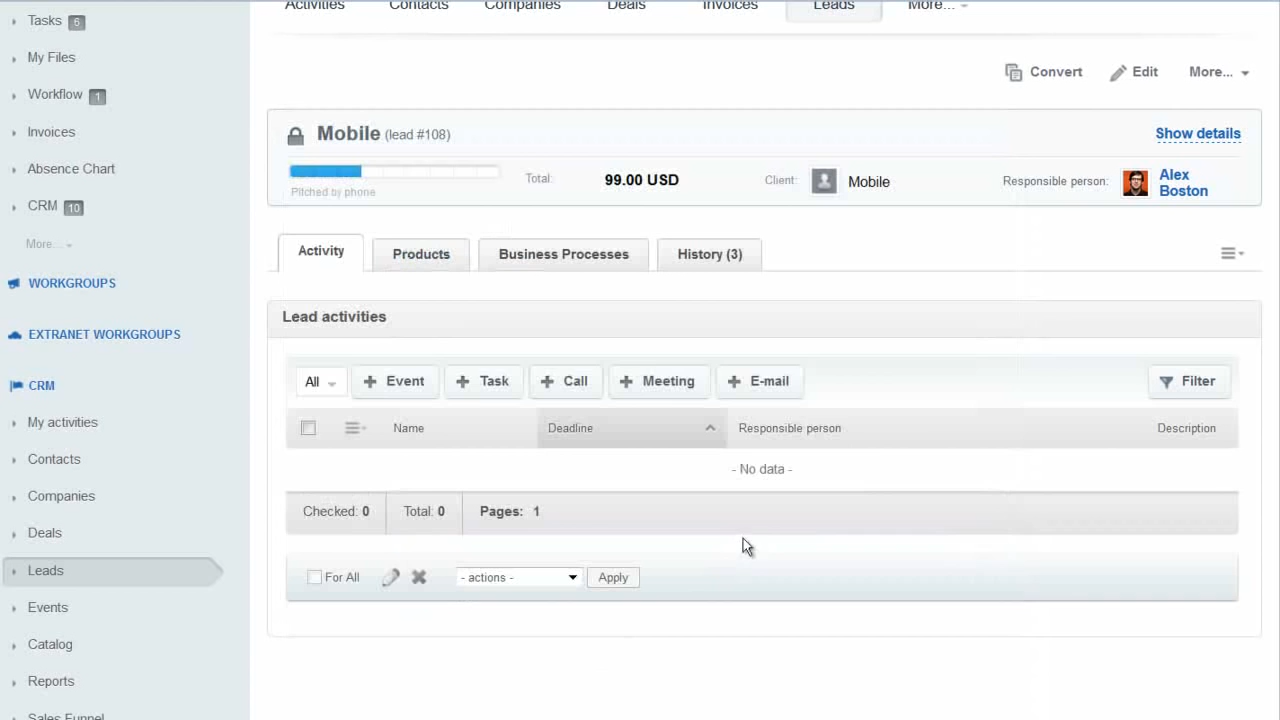 Activities Contacts Companies Deals Invoices Leads More...
Tasks 6
My Files
Workflow 1
Invoices
Absence Chart
CRM 10
More...
WORKGROUPS
EXTRANET WORKGROUPS
CRM
My activities
Contacts
Companies
Deals
Leads
Events
Catalog
Reports
Sales Funnel
Convert Edit More...
Mobile (lead #108) Show details
Pitched by phone
Total: 99.00 USD
Client: Mobile
Responsible person: Alex
Boston
Activity Products Business Processes History (3)
Lead activities
All Event Task Call Meeting E-mail Filter
Name Deadline Responsible person Description
- No data -
Checked: 0 Total: 0 Pages: 1
For All - actions - Apply